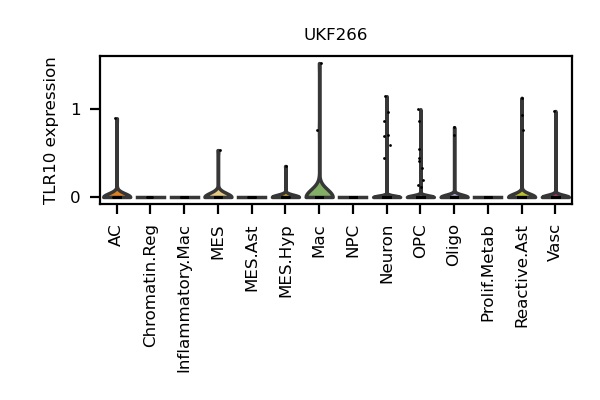 UKF266
TLR10 expression
1
0
AC
Chromatin.Reg
Inflammatory.Mac
MES
MES.Ast
MES.Hyp
Mac
NPC
Neuron
OPC
Oligo
Prolif.Metab
Reactive.Ast
Vasc